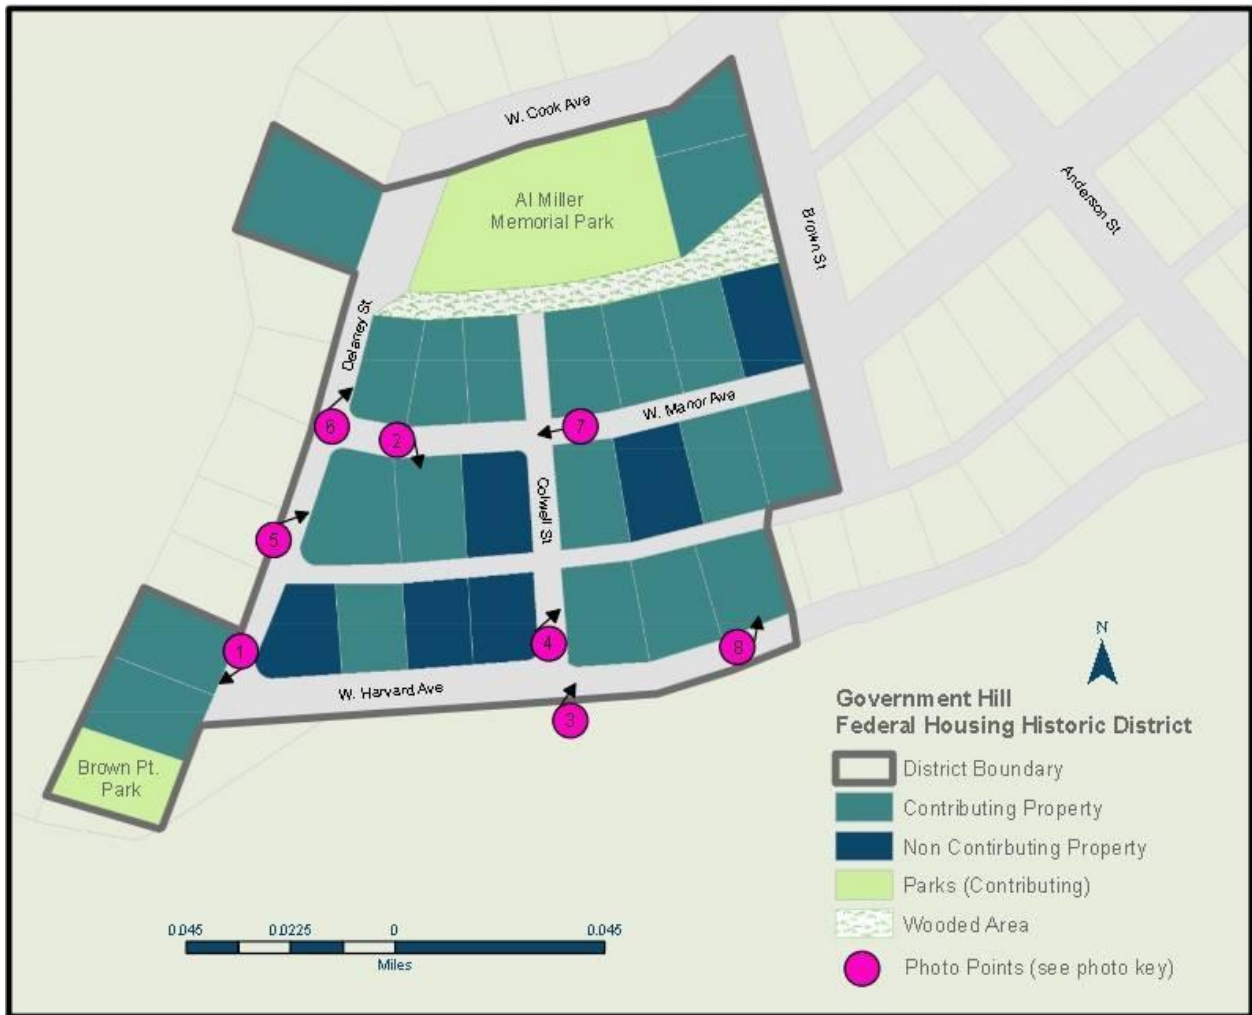 W. Cook Ave
Al Miller
Memorial Park
Anderson St
Brown St
Delaney St
W. Manor Ave
6
2
7
Colwell St
5
1
4
8
W. Harvard Ave
3
N
Brown Pt.
Park
Government Hill
Federal Housing Historic District
District Boundary
Contributing Property
Non Contirbuting Property
Parks (Contributing)
Wooded Area
Photo Points (see photo key)
0.045 0.0225 0 0.045
Miles